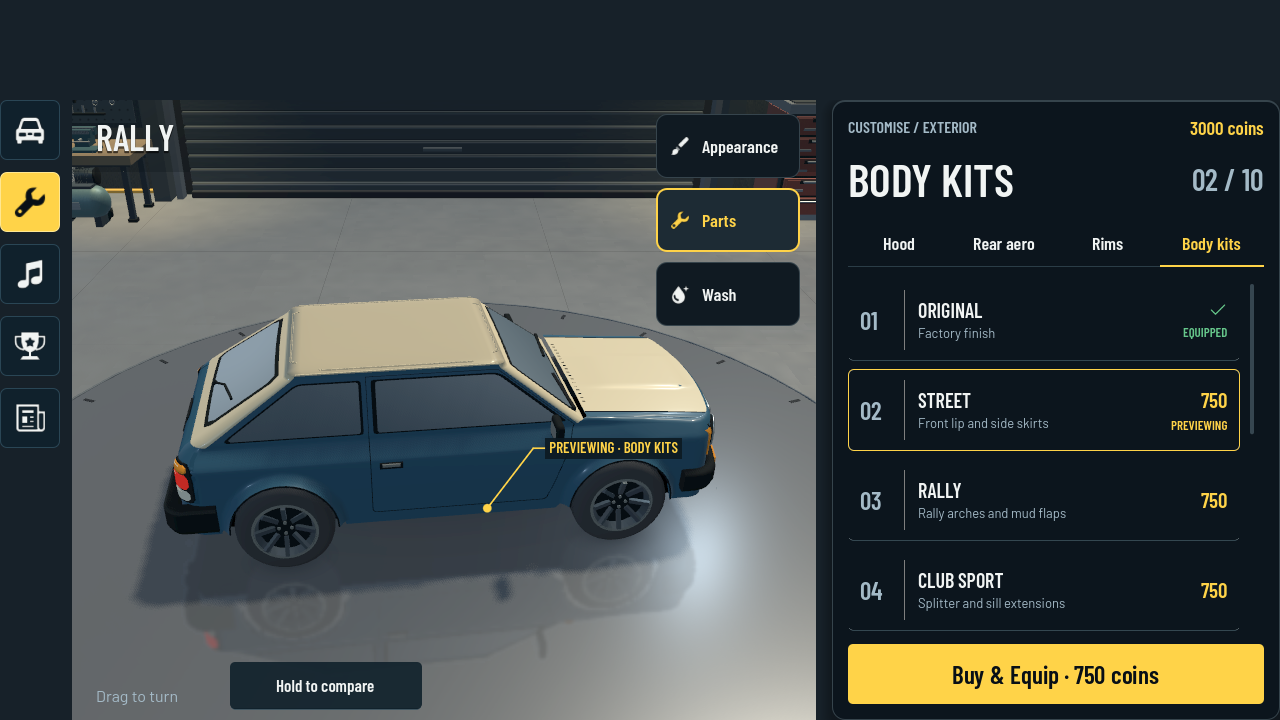 RALLY
Appearance
Parts
Wash
PREVIEWING · BODY KITS
Drag to turn
Hold to compare
CUSTOMISE / EXTERIOR
3000 coins
BODY KITS
02 / 10
Hood
Rear aero
Rims
Body kits
01
ORIGINAL
Factory finish
EQUIPPED
02
STREET
Front lip and side skirts
750
PREVIEWING
03
RALLY
Rally arches and mud flaps
750
04
CLUB SPORT
Splitter and sill extensions
750
Buy & Equip · 750 coins